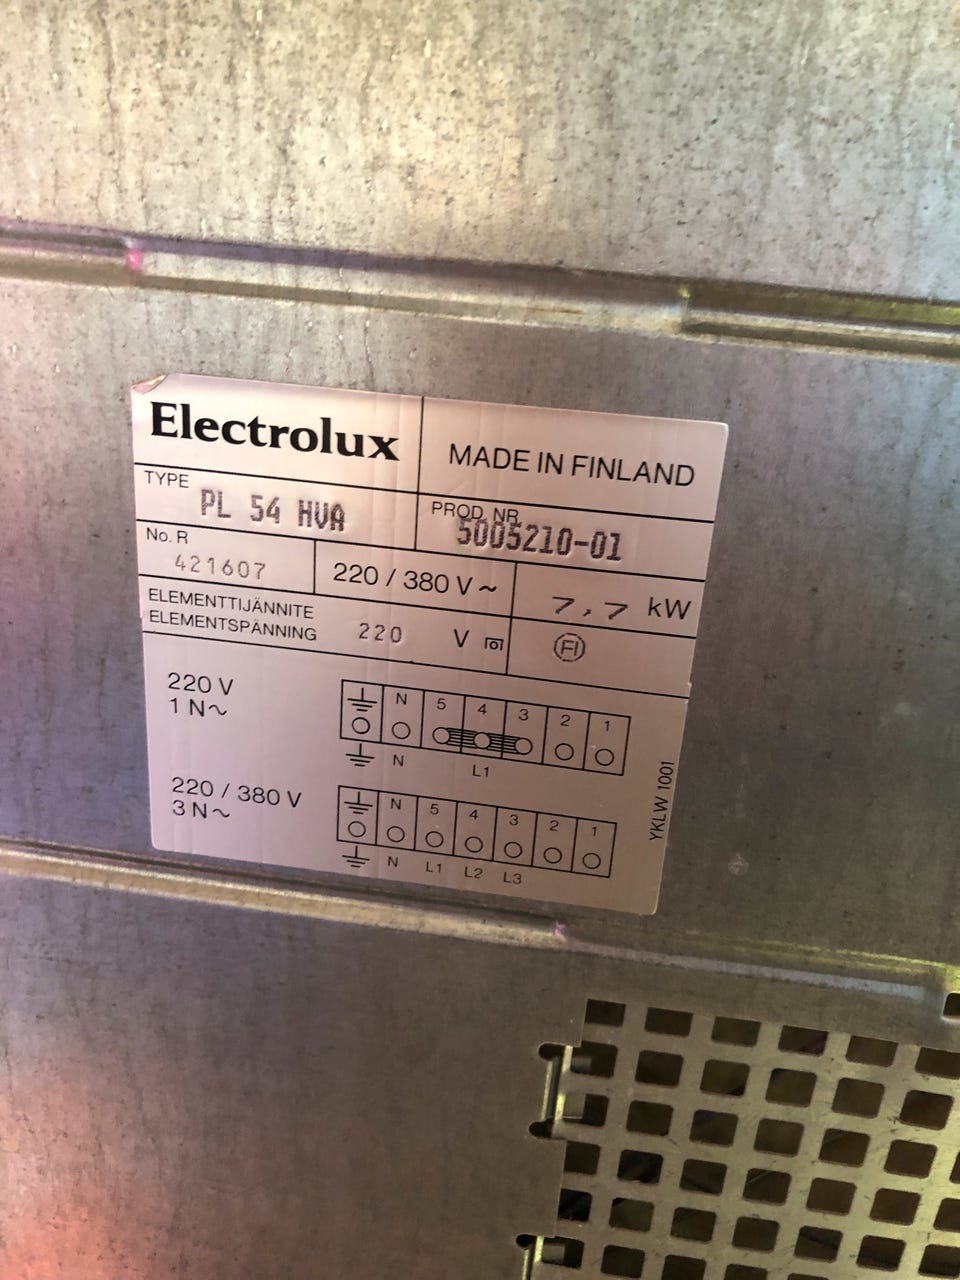 Electrolux
MADE IN FINLAND
TYPE
PL 54 HVA
PROD. NR.
5005210-01
No. R
421607
220 / 380 V ~
7,7 kW
ELEMENTTIJÄNNITE
ELEMENTSPÄNNING
220 V
FI
220 V
1 N~
N 5 4 3 2 1
N L1
220 / 380 V
3 N~
N 5 4 3 2 1
N L1 L2 L3
YKLW 1001